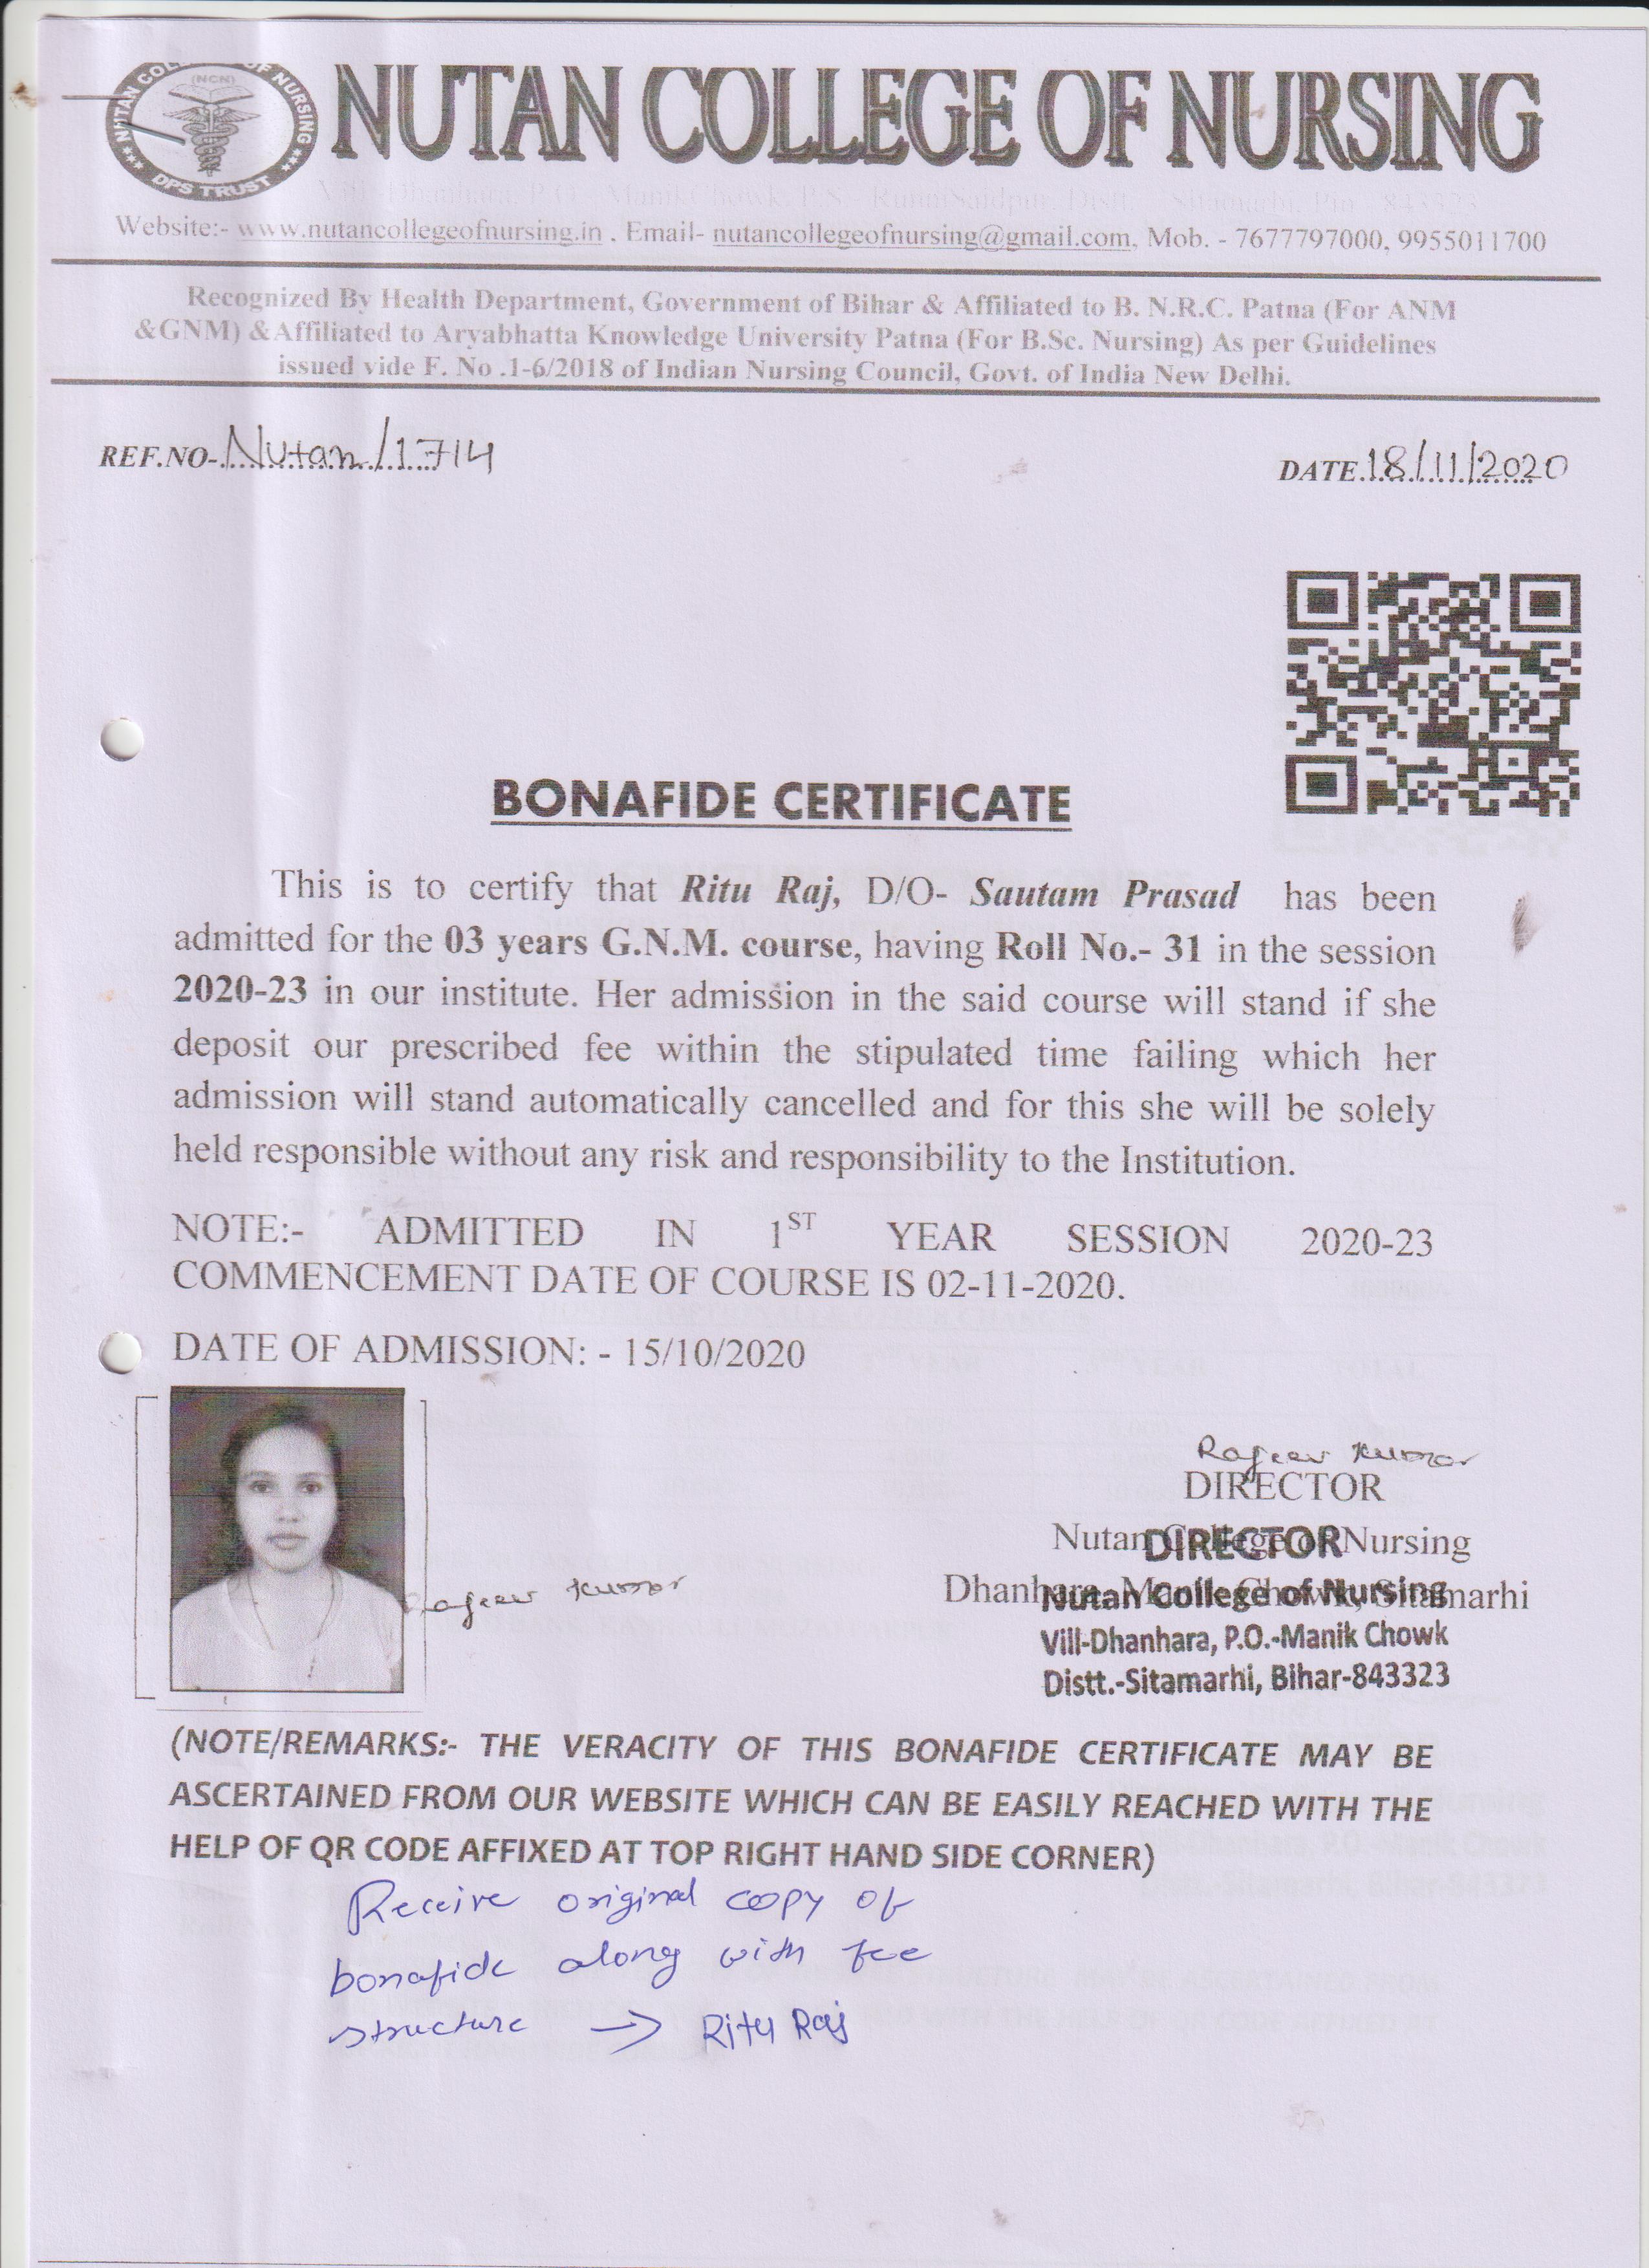 NUTAN COLLEGE OF NURSING
(NCN)
DPS TRUST
NUTAN COLLEGE OF NURSING
Vill- Dhanhara, P.O.- Manik Chowk, P.S.- RunniSaidpur, Distt.- Sitamarhi, Pin - 843323
Website:- www.nutancollegeofnursing.in , Email- nutancollegeofnursing@gmail.com, Mob. - 7677797000, 9955011700
Recognized By Health Department, Government of Bihar & Affiliated to B. N.R.C. Patna (For ANM
&GNM) &Affiliated to Aryabhatta Knowledge University Patna (For B.Sc. Nursing) As per Guidelines
issued vide F. No .1-6/2018 of Indian Nursing Council, Govt. of India New Delhi.
REF.NO- Nutan/1714 DATE 18/11/2020
BONAFIDE CERTIFICATE
This is to certify that Ritu Raj, D/O- Sautam Prasad has been
admitted for the 03 years G.N.M. course, having Roll No.- 31 in the session
2020-23 in our institute. Her admission in the said course will stand if she
deposit our prescribed fee within the stipulated time failing which her
admission will stand automatically cancelled and for this she will be solely
held responsible without any risk and responsibility to the Institution.
NOTE:- ADMITTED IN 1ST YEAR SESSION 2020-23
COMMENCEMENT DATE OF COURSE IS 02-11-2020.
DATE OF ADMISSION: - 15/10/2020
Rajeev Kumar
Rajeev Kumar
DIRECTOR
Nutan College of Nursing
Dhanhara, Manik Chowk, Sitamarhi
DIRECTOR
Nutan College of Nursing
Vill-Dhanhara, P.O.-Manik Chowk
Distt.-Sitamarhi, Bihar-843323
(NOTE/REMARKS:- THE VERACITY OF THIS BONAFIDE CERTIFICATE MAY BE
ASCERTAINED FROM OUR WEBSITE WHICH CAN BE EASILY REACHED WITH THE
HELP OF QR CODE AFFIXED AT TOP RIGHT HAND SIDE CORNER)
Receive original copy of
bonafide along with fee
structure → Ritu Raj